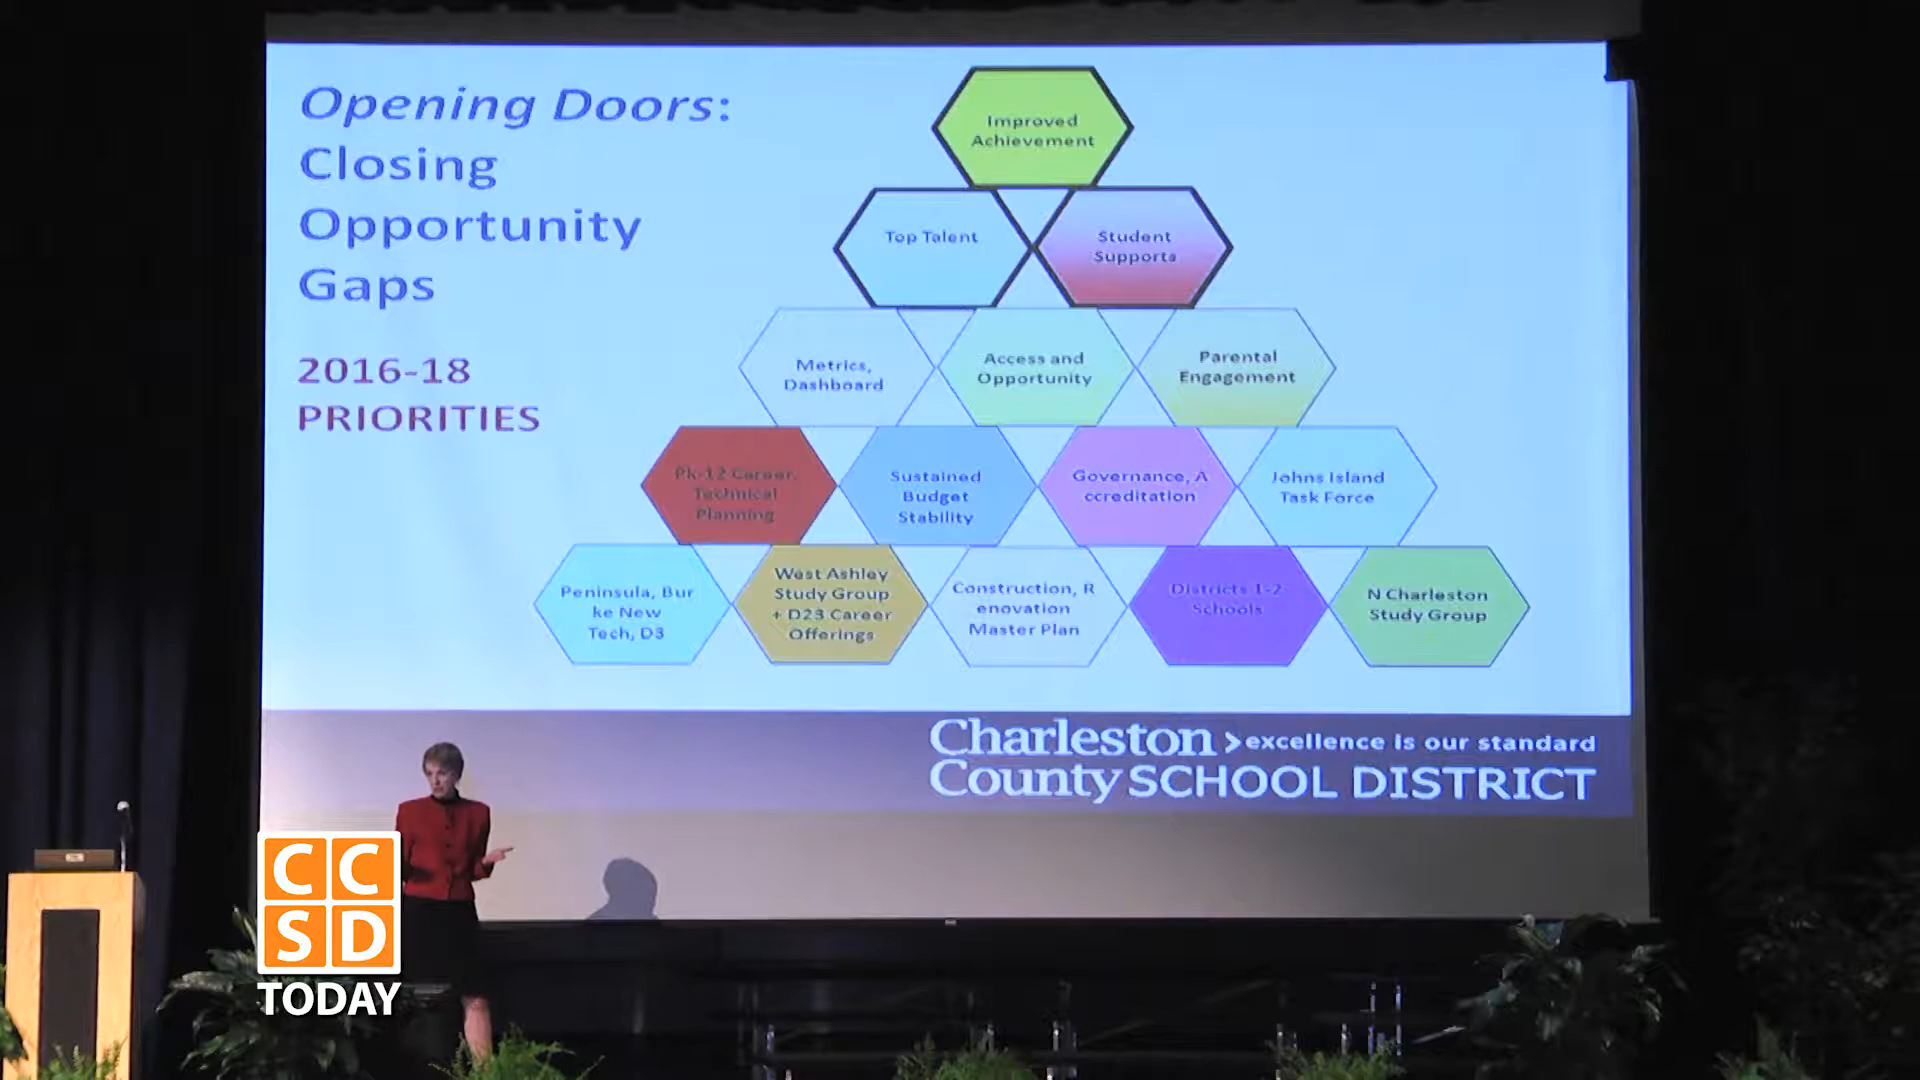 Opening Doors:
Closing
Opportunity
Gaps
2016-18
PRIORITIES
Improved
Achievement
Top Talent
Student
Supports
Metrics,
Dashboard
Access and
Opportunity
Parental
Engagement
Pk-12 Career,
Technical
Planning
Sustained
Budget
Stability
Governance, A
ccreditation
Johns Island
Task Force
Peninsula, Bur
ke New
Tech, D3
West Ashley
Study Group
+ D23 Career
Offerings
Construction, R
enovation
Master Plan
Districts 1-2
Schools
N Charleston
Study Group
Charleston >excellence is our standard
County SCHOOL DISTRICT
CC
SD
TODAY